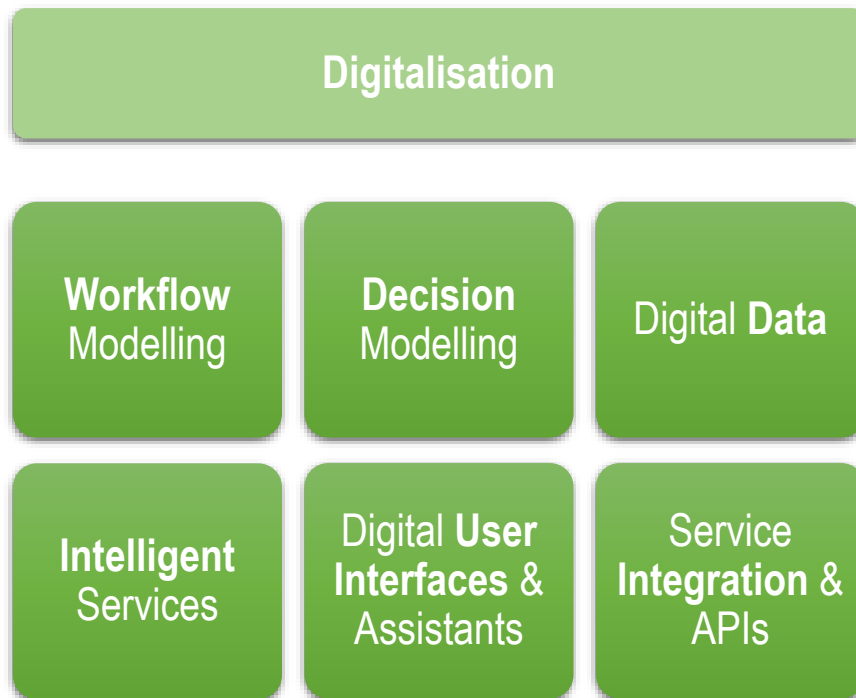 Digitalisation
Workflow
Modelling
Decision
Modelling
Digital Data
Intelligent
Services
Digital User
Interfaces &
Assistants
Service
Integration &
APIs